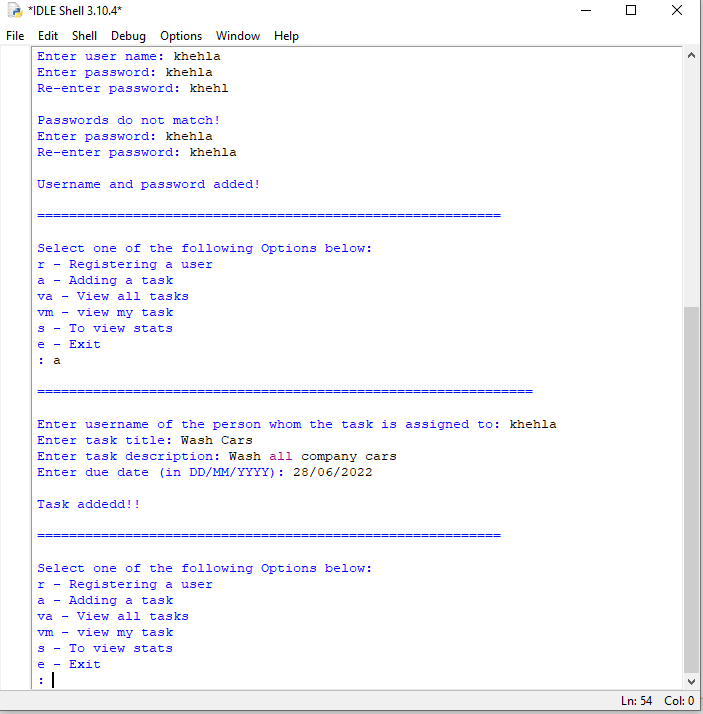 *IDLE Shell 3.10.4*
File Edit Shell Debug Options Window Help
Enter user name: khehla
Enter password: khehla
Re-enter password: khehl
Passwords do not match!
Enter password: khehla
Re-enter password: khehla
Username and password added!
==========================================================
Select one of the following Options below:
r - Registering a user
a - Adding a task
va - View all tasks
vm - view my task
s - To view stats
e - Exit
: a
==============================================================
Enter username of the person whom the task is assigned to: khehla
Enter task title: Wash Cars
Enter task description: Wash all company cars
Enter due date (in DD/MM/YYYY): 28/06/2022
Task addedd!!
==========================================================
Select one of the following Options below:
r - Registering a user
a - Adding a task
va - View all tasks
vm - view my task
s - To view stats
e - Exit
:
Ln: 54 Col: 0